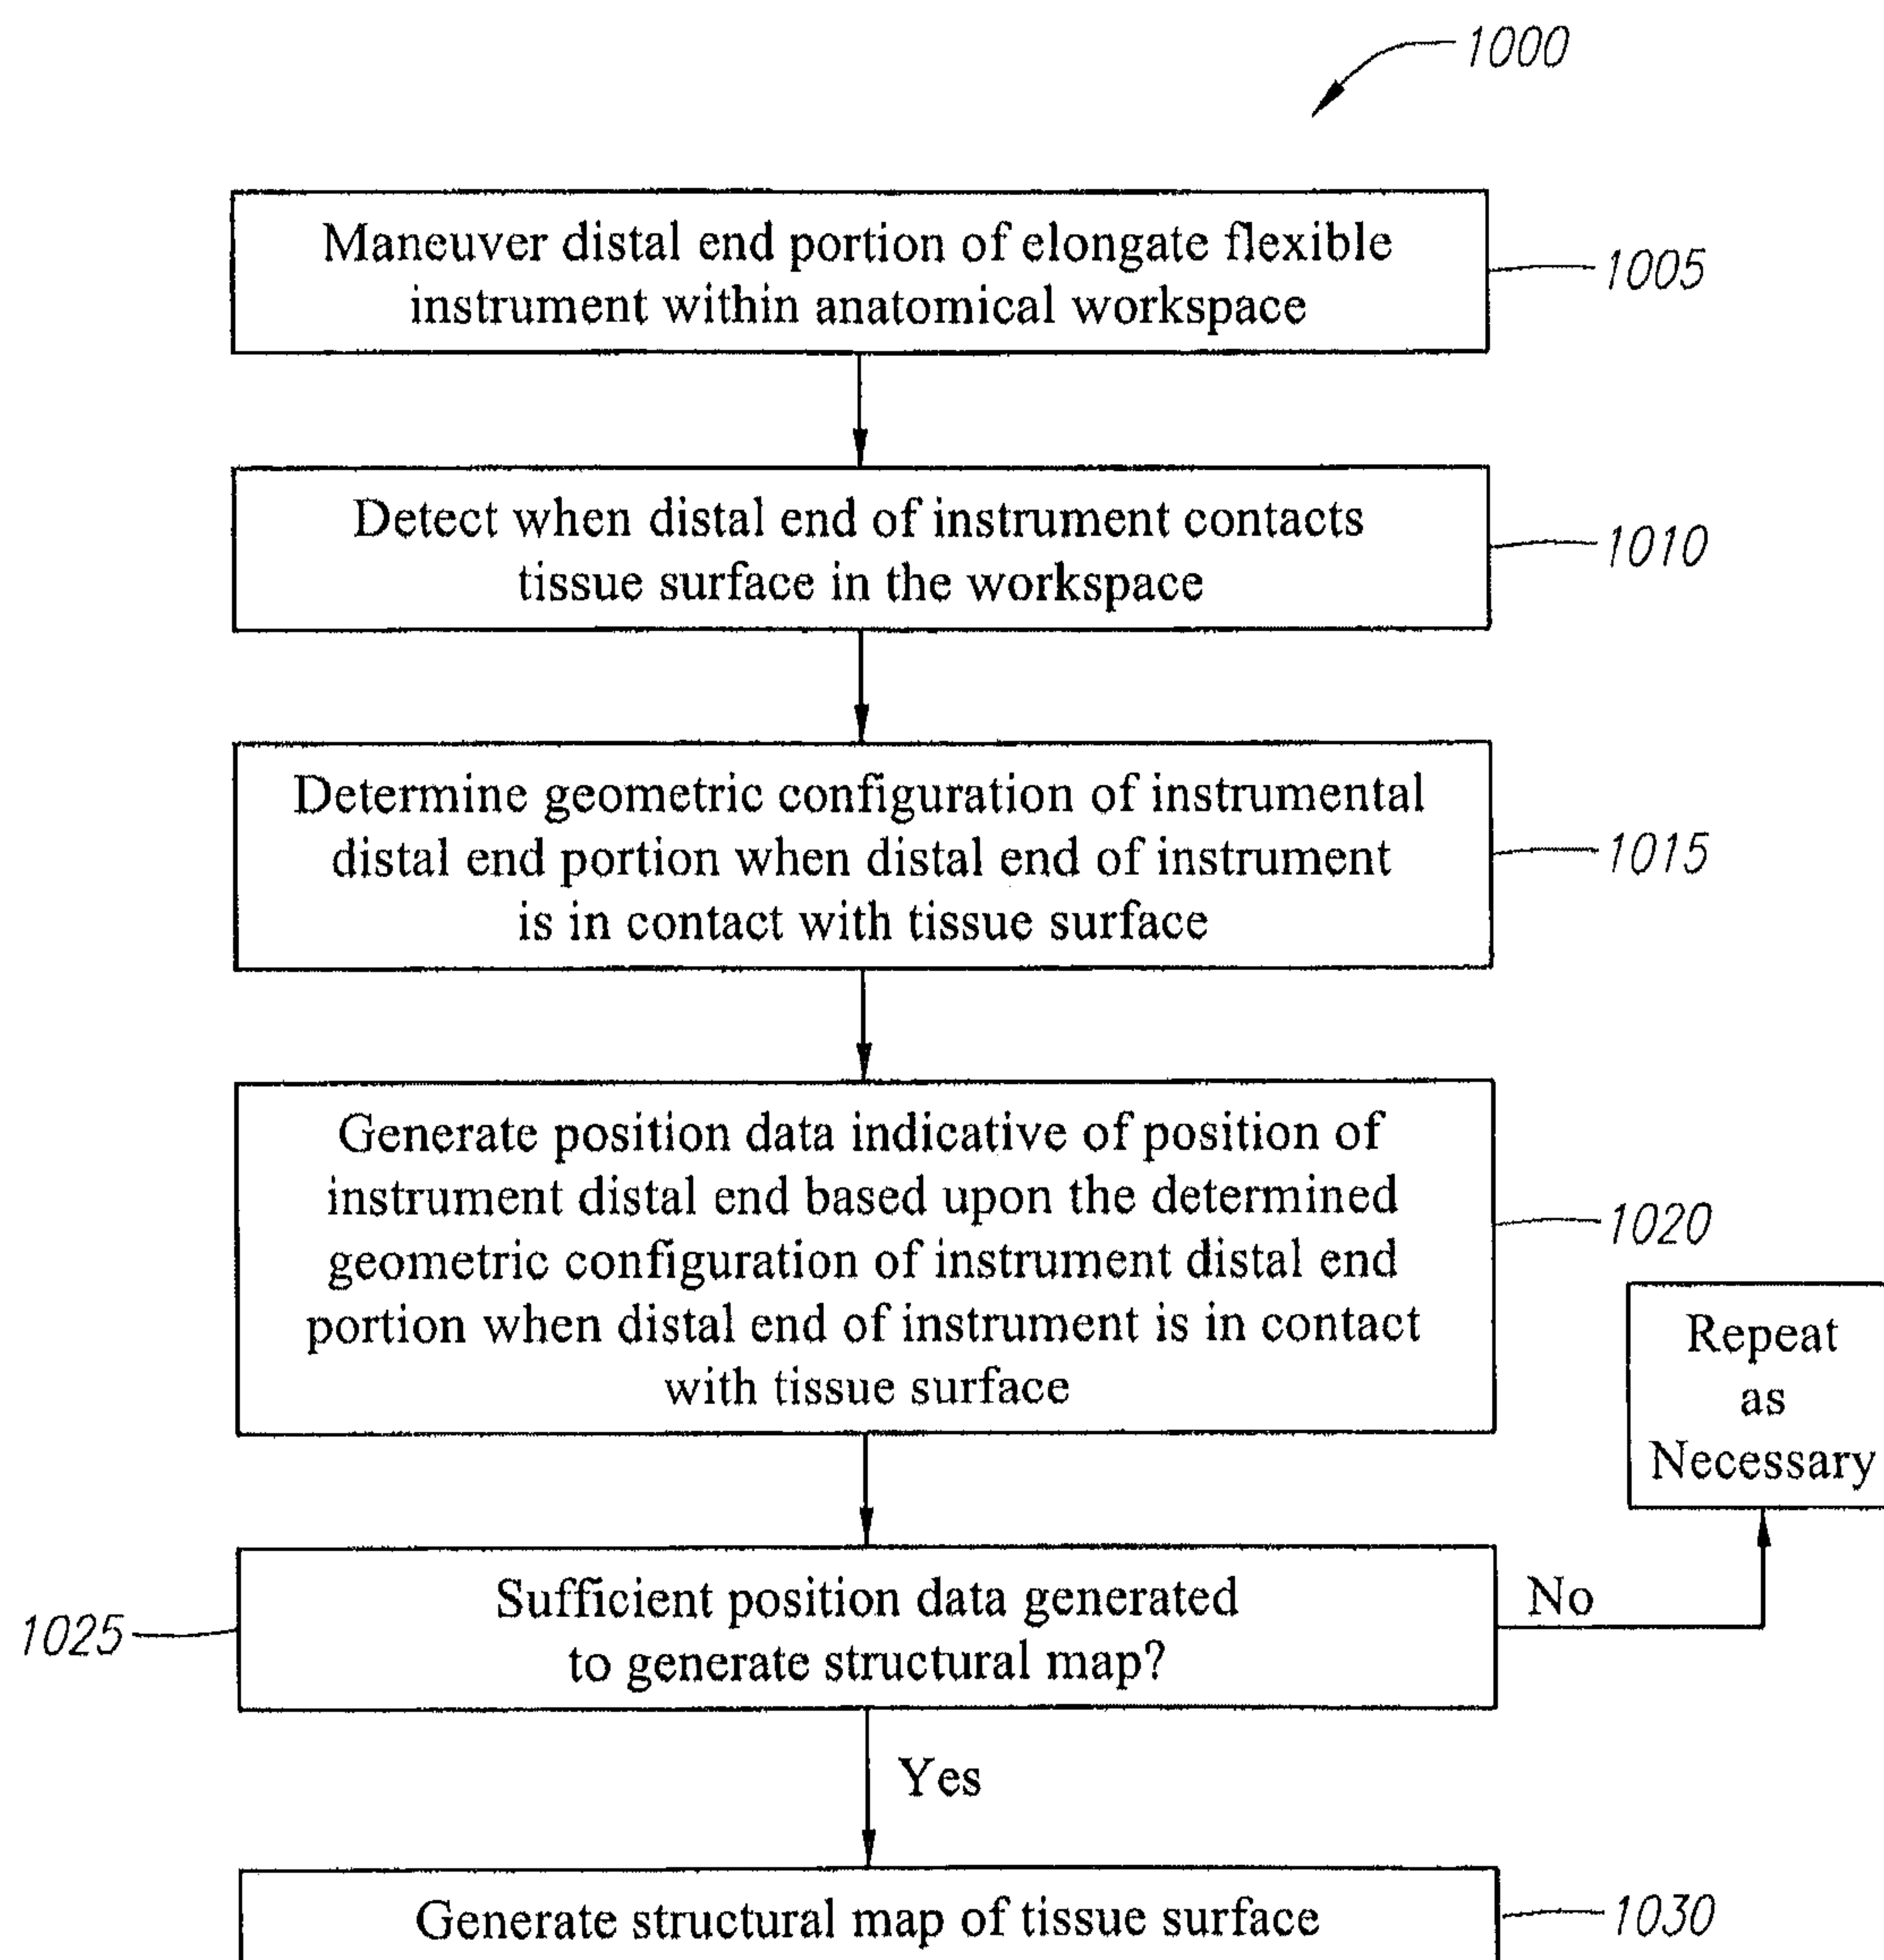 1000
Maneuver distal end portion of elongate flexible
instrument within anatomical workspace
1005
Detect when distal end of instrument contacts
tissue surface in the workspace
1010
Determine geometric configuration of instrumental
distal end portion when distal end of instrument
is in contact with tissue surface
1015
Generate position data indicative of position of
instrument distal end based upon the determined
geometric configuration of instrument distal end
portion when distal end of instrument is in contact
with tissue surface
1020
Repeat
as
Necessary
1025
Sufficient position data generated
to generate structural map?
No
Yes
Generate structural map of tissue surface
1030